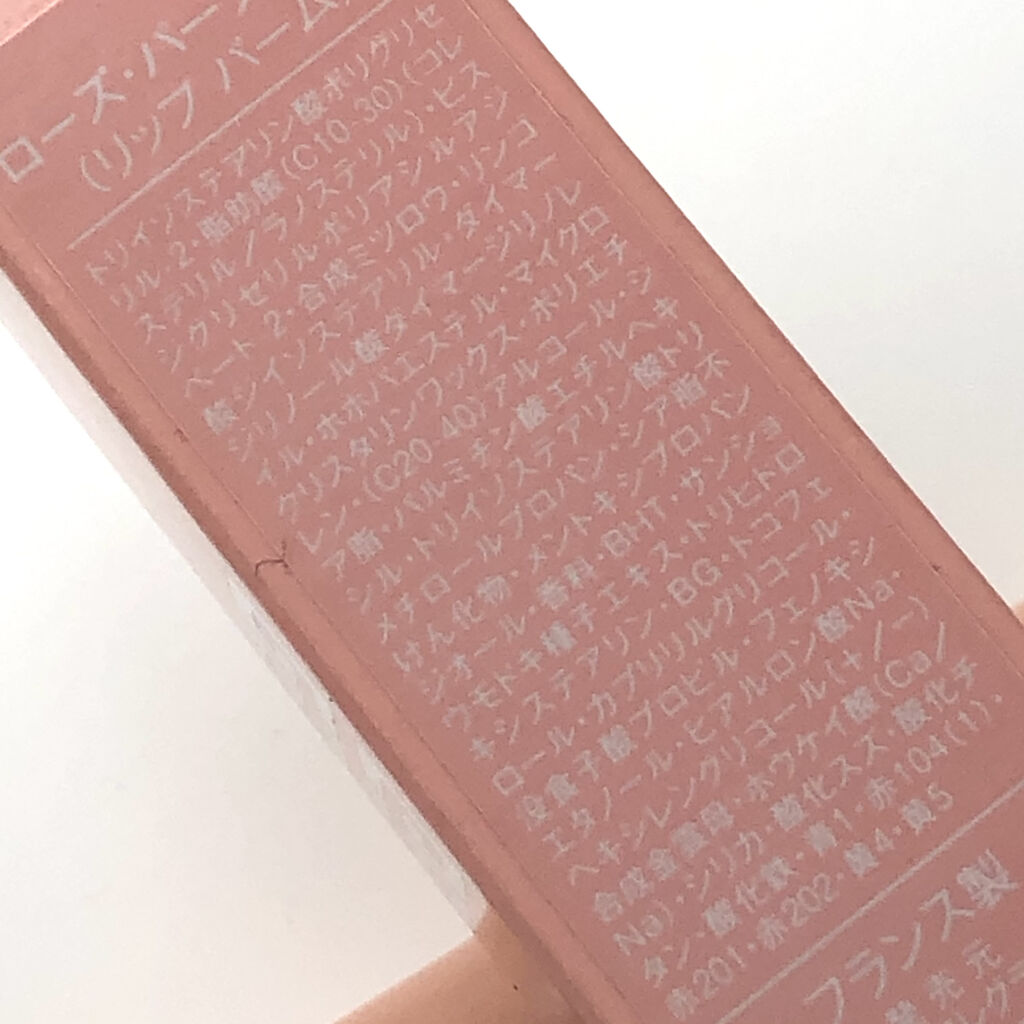 ローズ・パー
(リップ バーム)
トリイソステアリン酸ポリグリセ
リル-2・脂肪酸(C10-30)(コレ
ステリル/ラノステリル)・ビス
ジグリセリルポリアシルアジ
ペート-2・合成ミツロウ・リンゴ
酸ジイソステアリル・ダイマー
ジリノール酸ダイマージリノレ
イル・ホホバエステル・マイクロ
クリスタリンワックス・ポリエチ
レン・(C20-40)アルコール・シ
ア脂・パルミチン酸エチルヘキ
シル・トリイソステアリン酸トリ
メチロールプロパン・シア脂不
けん化物・メントキシプロパン
ジオール・香料・BHT・サンショ
ウモドキ種子エキス・トリヒドロ
キシステアリン・BG・トコフェ
ロール・カプリリルグリコール・
没食子酸プロピル・フェノキシ
エタノール・ヒアルロン酸Na・
ヘキシレングリコール(+/-)
合成金雲母・ホウケイ酸(Ca/
Na)・シリカ・酸化スズ・酸化チ
タン・酸化鉄・青1・赤104(1)・
赤201・赤202・黄4・黄5
フランス製
発売元